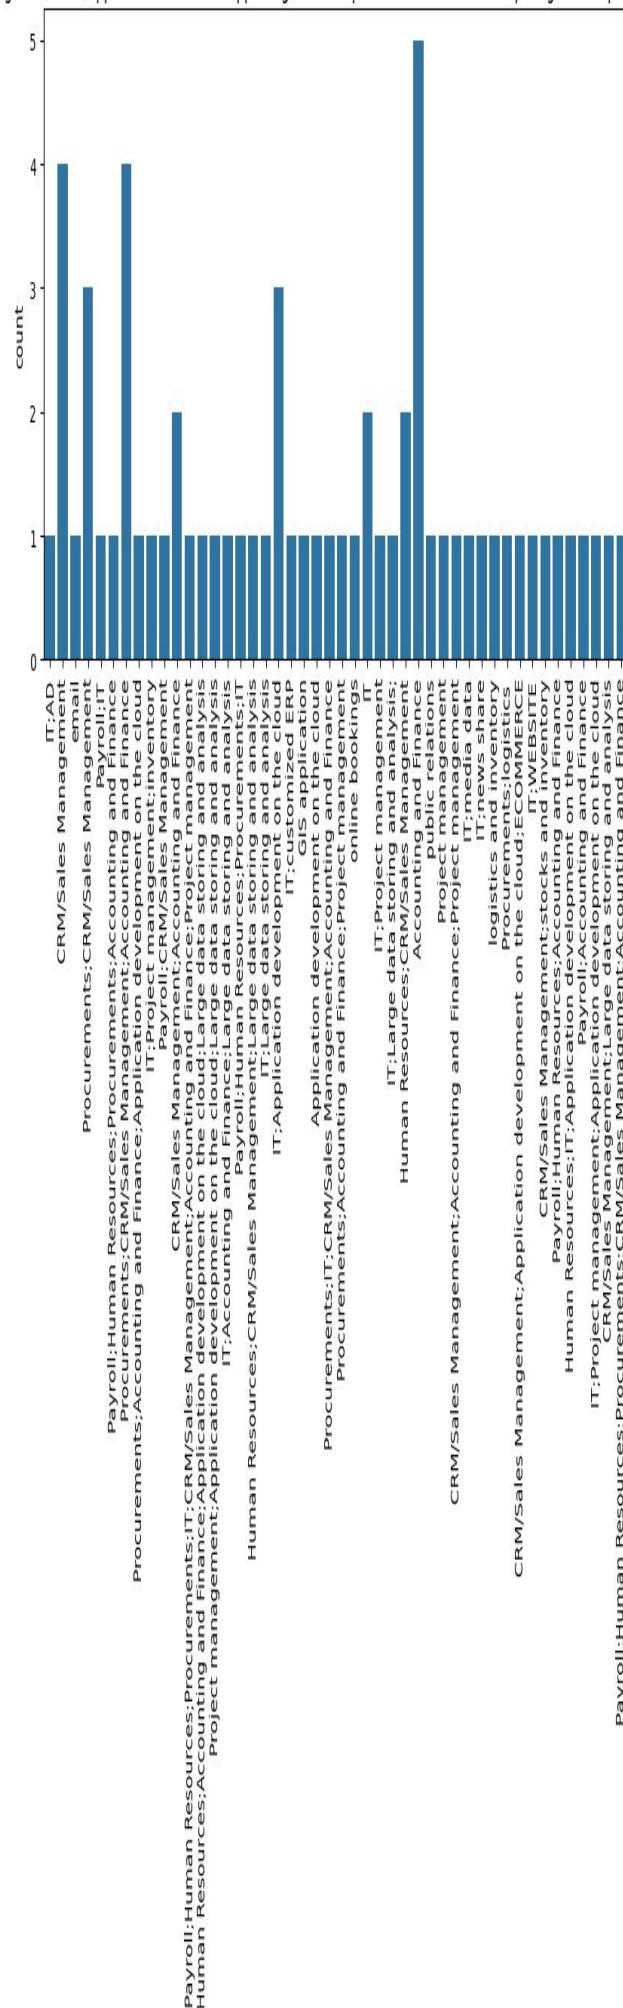 count
5
4
3
2
1
0
IT;AD
CRM/Sales Management
email
Procurements;CRM/Sales Management
Payroll;IT
Payroll;Human Resources;Procurements;Accounting and Finance
Procurements;CRM/Sales Management;Accounting and Finance
Procurements;Accounting and Finance;Application development on the cloud
IT;Project management;inventory
Payroll;CRM/Sales Management
CRM/Sales Management;Accounting and Finance
Payroll;Human Resources;Procurements;IT;CRM/Sales Management;Accounting and Finance;Project management
Human Resources;Accounting and Finance;Application development on the cloud;Large data storing and analysis
Project management;Application development on the cloud;Large data storing and analysis
IT;Accounting and Finance;Large data storing and analysis
Payroll;Human Resources;Procurements;IT
Human Resources;CRM/Sales Management;Large data storing and analysis
IT;Large data storing and analysis
IT;Application development on the cloud
IT;customized ERP
GIS application
Application development on the cloud
Procurements;IT;CRM/Sales Management;Accounting and Finance
Procurements;Accounting and Finance;Project management
online bookings
IT
IT;Project management
IT;Large data storing and analysis;
Human Resources;CRM/Sales Management
Accounting and Finance
public relations
Project management
CRM/Sales Management;Accounting and Finance;Project management
IT;media data
IT;news share
logistics and inventory
Procurements;logistics
CRM/Sales Management;Application development on the cloud;ECOMMERCE
IT;WEBSITE
CRM/Sales Management;stocks and inventory
Payroll;Human Resources;Accounting and Finance
Human Resources;IT;Application development on the cloud
Payroll;Accounting and Finance
IT;Project management;Application development on the cloud
CRM/Sales Management;Large data storing and analysis
Payroll;Human Resources;Procurements;CRM/Sales Management;Accounting and Finance